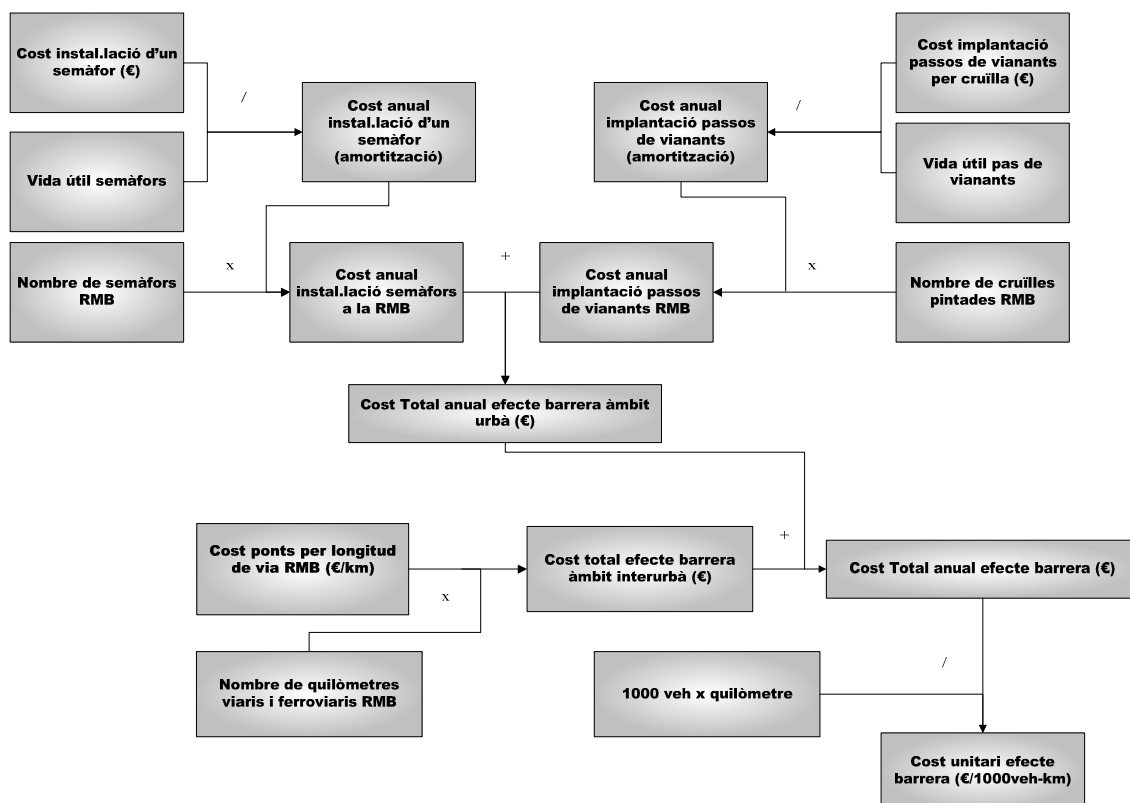 Cost instal.lació d'un
semàfor (€)
/
Cost anual
instal.lació d'un
semàfor
(amortització)
Vida útil semàfors
Cost implantació
passos de vianants
per cruïlla (€)
/
Cost anual
implantació passos
de vianants
(amortització)
Vida útil pas de
vianants
Nombre de semàfors
RMB
x
Cost anual
instal.lació semàfors
a la RMB
+
Cost anual
implantació passos
de vianants RMB
x
Nombre de cruïlles
pintades RMB
Cost Total anual efecte barrera àmbit
urbà (€)
Cost ponts per longitud
de via RMB (€/km)
x
Cost total efecte barrera
àmbit interurbà (€)
+
Cost Total anual efecte barrera (€)
Nombre de quilòmetres
viaris i ferroviaris RMB
1000 veh x quilòmetre
/
Cost unitari efecte
barrera (€/1000veh-km)